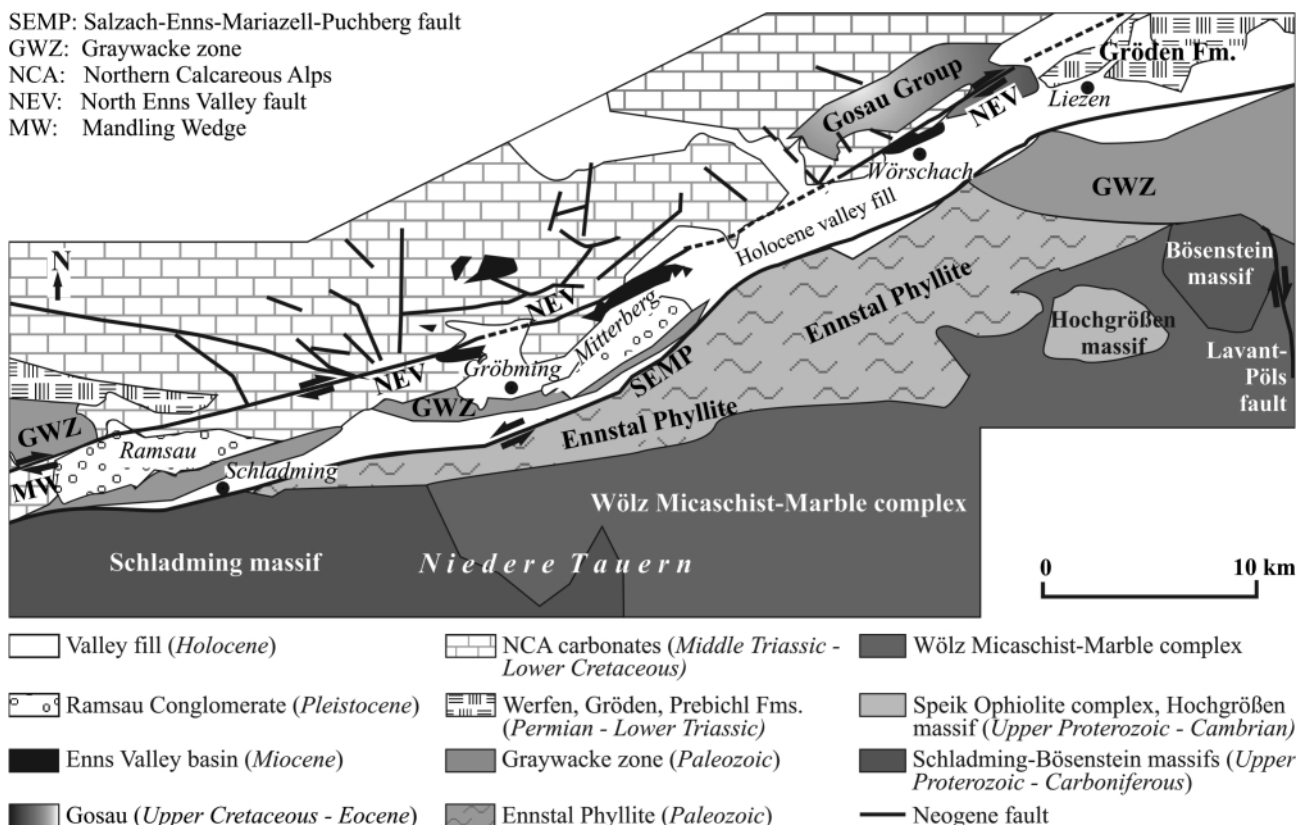 SEMP: Salzach-Enns-Mariazell-Puchberg fault
GWZ: Graywacke zone
NCA: Northern Calcareous Alps
NEV: North Enns Valley fault
MW: Mandling Wedge
Gröden Fm.
Liezen
Gosau Group
NEV
Wörschach
GWZ
Holocene valley fill
Bösenstein
massif
N
Ennstal Phyllite
NEV
Mitterberg
Hochgrößen
massif
Lavant-
Pöls
fault
Gröbming
NEV
SEMP
GWZ
Ennstal Phyllite
GWZ
Ramsau
Schladming
MW
Wölz Micaschist-Marble complex
Schladming massif
Niedere Tauern
0 10 km
Valley fill (Holocene)
Ramsau Conglomerate (Pleistocene)
Enns Valley basin (Miocene)
Gosau (Upper Cretaceous - Eocene)
NCA carbonates (Middle Triassic -
Lower Cretaceous)
Werfen, Gröden, Prebichl Fms.
(Permian - Lower Triassic)
Graywacke zone (Paleozoic)
Ennstal Phyllite (Paleozoic)
Wölz Micaschist-Marble complex
Speik Ophiolite complex, Hochgrößen
massif (Upper Proterozoic - Cambrian)
Schladming-Bösenstein massifs (Upper
Proterozoic - Carboniferous)
Neogene fault